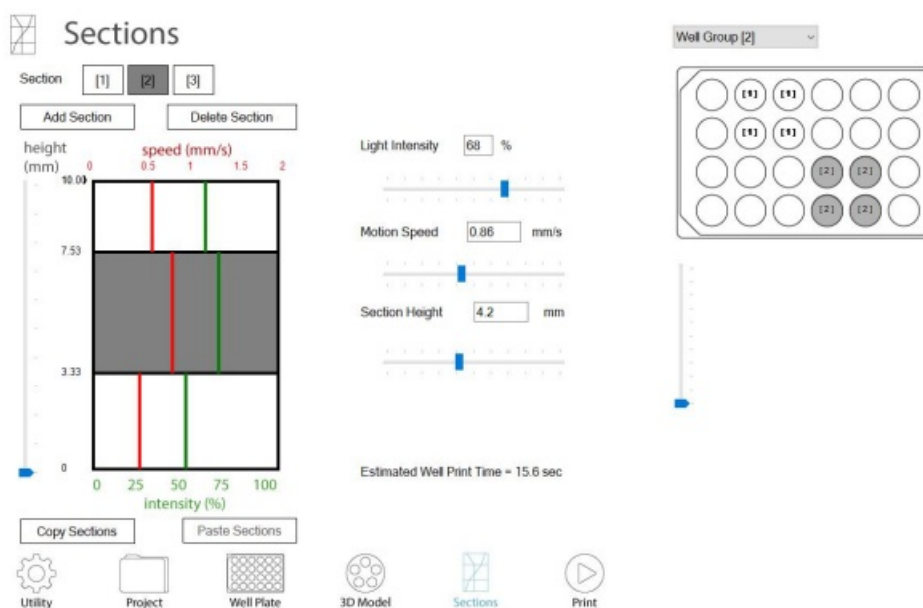 Sections
Well Group [2]
Section [1] [2] [3]
Add Section Delete Section
height (mm)
speed (mm/s)
0 0.5 1 1.5 2
10.00
7.53
3.33
0
0 25 50 75 100
intensity (%)
Light Intensity 68 %
Motion Speed 0.86 mm/s
Section Height 4.2 mm
Estimated Well Print Time = 15.6 sec
[1] [1]
[1] [1]
[2] [2]
[2] [2]
Copy Sections Paste Sections
Utility Project Well Plate 3D Model Sections Print